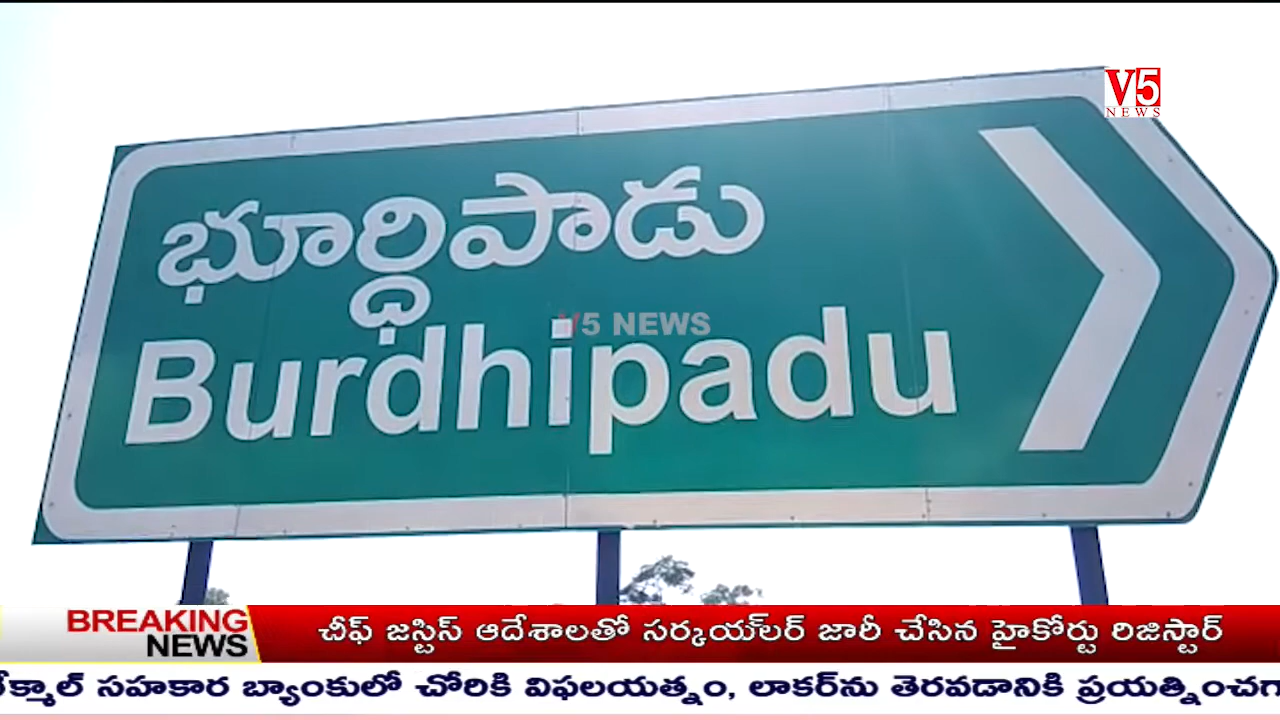 V5
NEWS
భూర్ధిపాడు
V5 NEWS
Burdhipadu
BREAKING
NEWS
చీఫ్ జస్టిస్ ఆదేశాలతో సర్కయ్‌లర్ జారీ చేసిన హైకోర్టు రిజిస్టార్
సహకార బ్యాంకులో చోరికి విఫలయత్నం, లాకర్‌ను తెరవడానికి